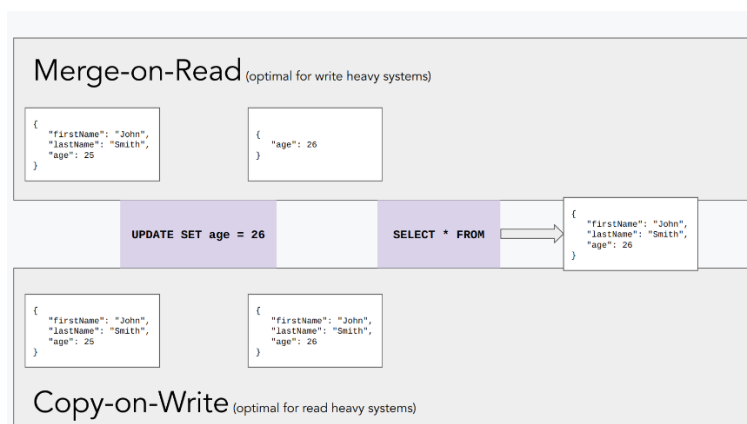 Merge-on-Read (optimal for write heavy systems)
{
"firstName": "John",
"lastName": "Smith",
"age": 25
}
{
"age": 26
}
UPDATE SET age = 26
SELECT * FROM
{
"firstName": "John",
"lastName": "Smith",
"age": 26
}
{
"firstName": "John",
"lastName": "Smith",
"age": 25
}
{
"firstName": "John",
"lastName": "Smith",
"age": 26
}
Copy-on-Write (optimal for read heavy systems)